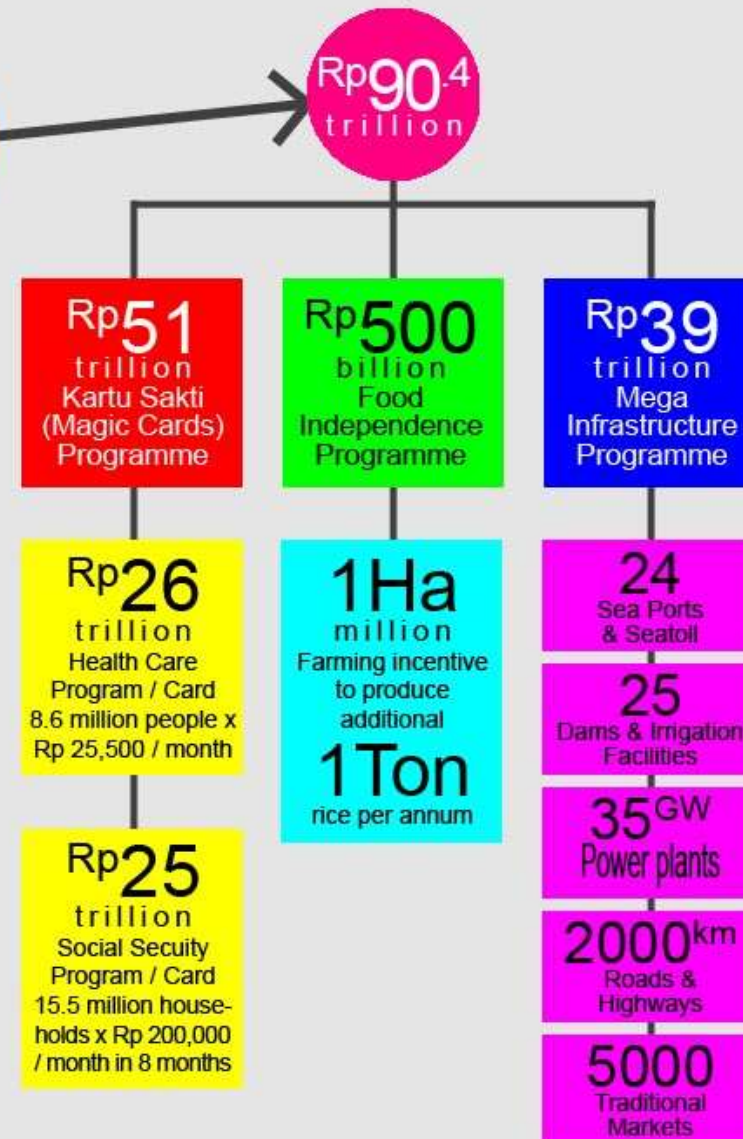 Rp90.4
trillion
Rp51
trillion
Kartu Sakti
(Magic Cards)
Programme
Rp26
trillion
Health Care
Program / Card
8.6 million people x
Rp 25,500 / month
Rp25
trillion
Social Secuity
Program / Card
15.5 million house-
holds x Rp 200,000
/ month in 8 months
Rp500
billion
Food
Independence
Programme
1Ha
million
Farming incentive
to produce
additional
1Ton
rice per annum
Rp39
trillion
Mega
Infrastructure
Programme
24
Sea Ports
& Seatoll
25
Dams & Irrigation
Facilities
35GW
Power plants
2000km
Roads &
Highways
5000
Traditional
Markets